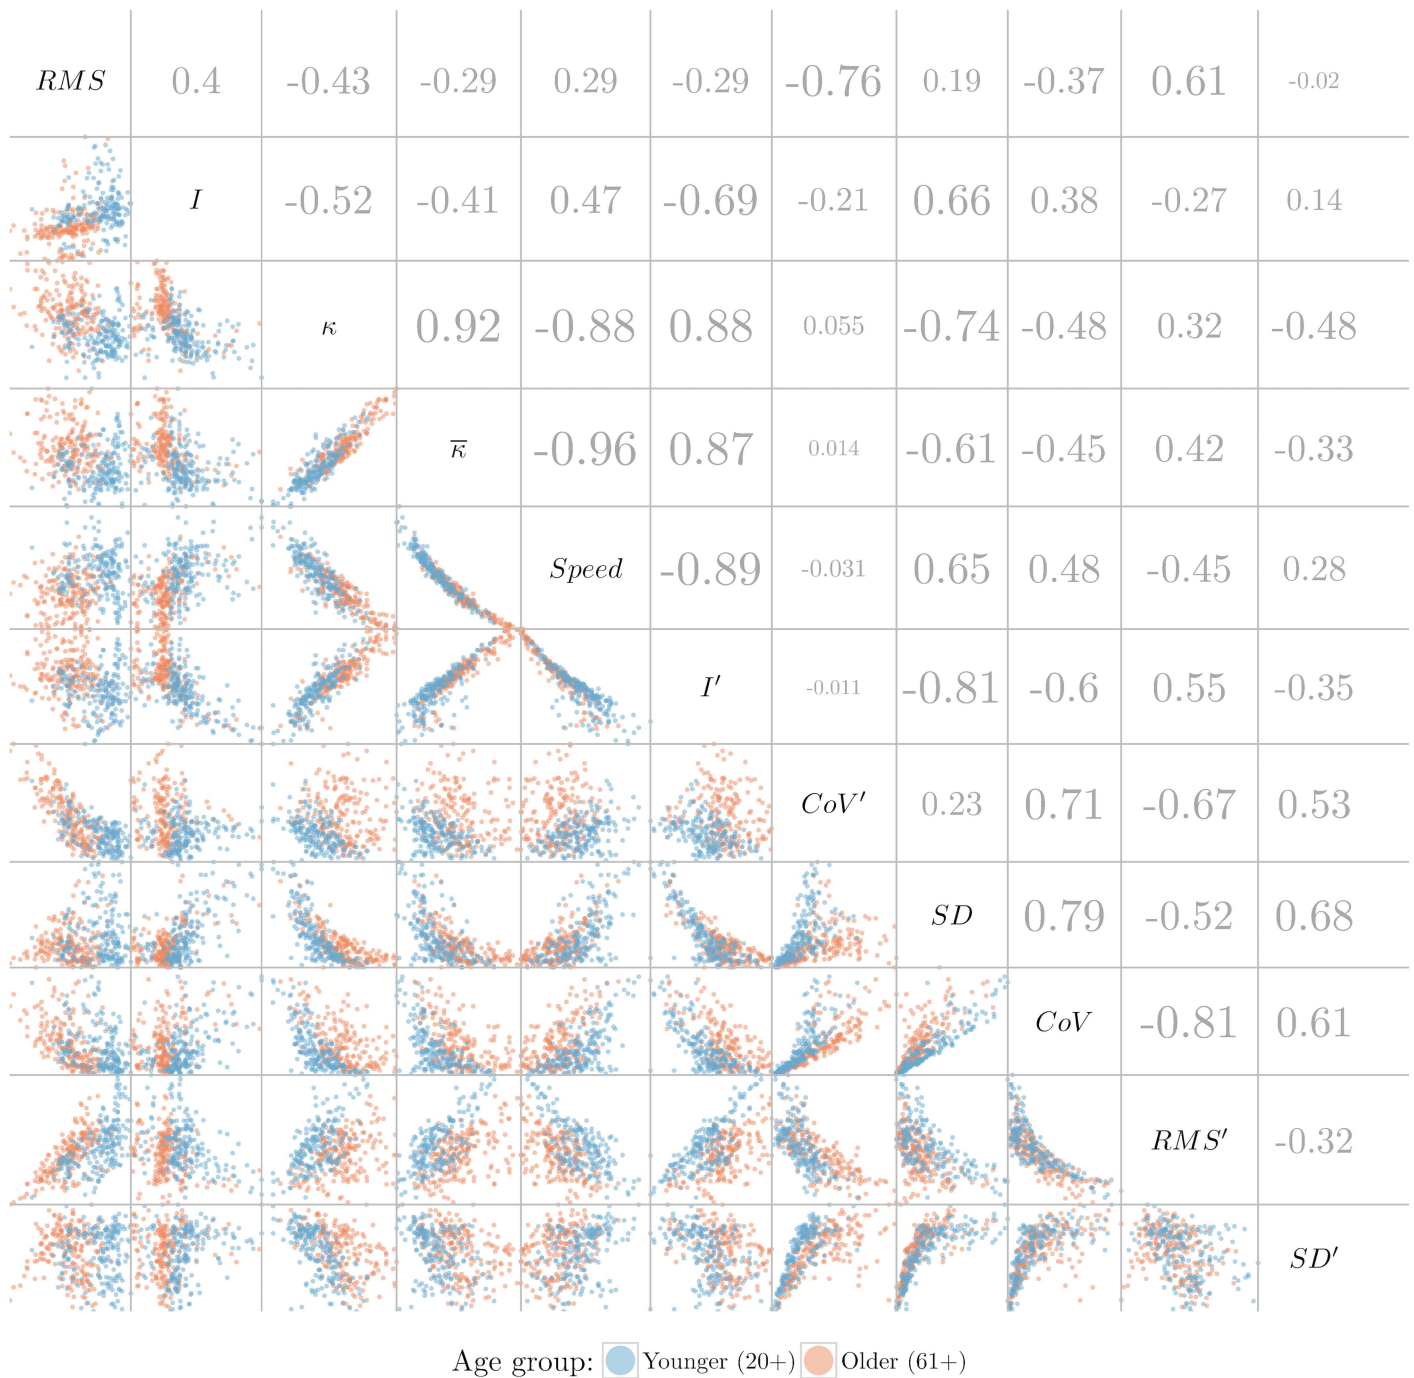 RMS 0.4 -0.43 -0.29 0.29 -0.29 -0.76 0.19 -0.37 0.61 -0.02
I -0.52 -0.41 0.47 -0.69 -0.21 0.66 0.38 -0.27 0.14
κ 0.92 -0.88 0.88 0.055 -0.74 -0.48 0.32 -0.48
κ̅ -0.96 0.87 0.014 -0.61 -0.45 0.42 -0.33
Speed -0.89 -0.031 0.65 0.48 -0.45 0.28
I′ -0.011 -0.81 -0.6 0.55 -0.35
CoV′ 0.23 0.71 -0.67 0.53
SD 0.79 -0.52 0.68
CoV -0.81 0.61
RMS′ -0.32
SD′
Age group: Younger (20+) Older (61+)